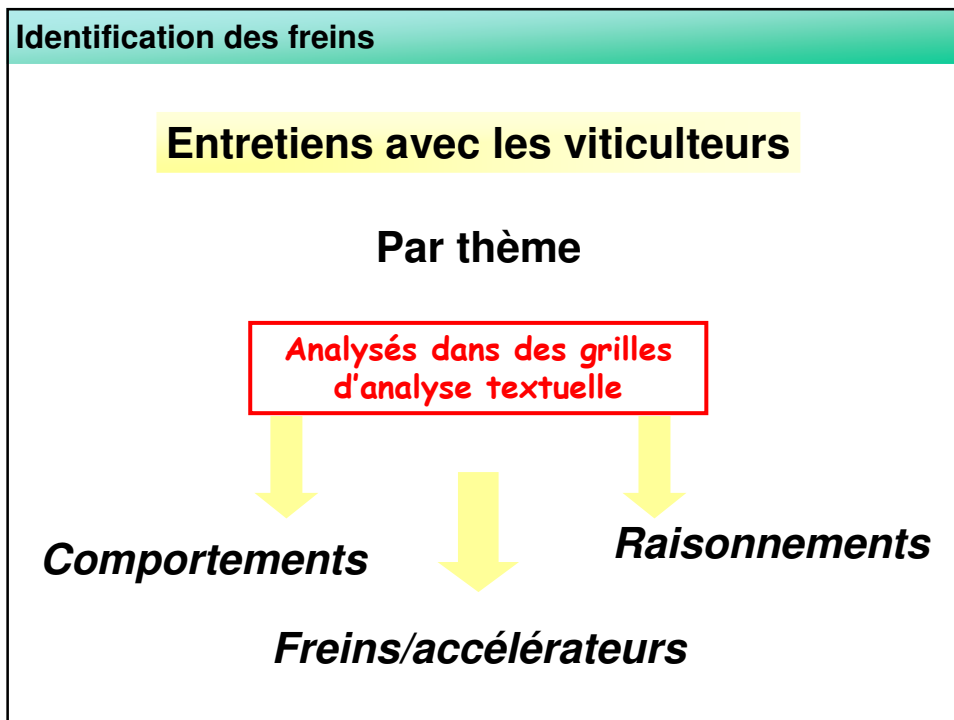 Identification des freins
Entretiens avec les viticulteurs
Par thème
Analysés dans des grilles
d'analyse textuelle
Comportements
Raisonnements
Freins/accélérateurs